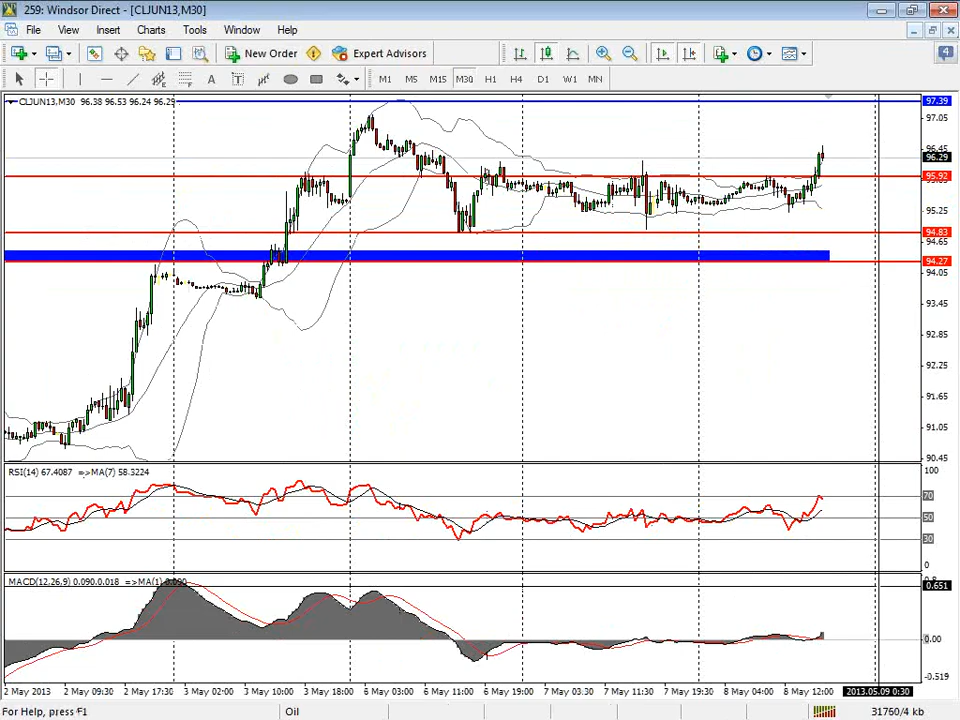 259: Windsor Direct - [CLJUN13,M30]
File View Insert Charts Tools Window Help
New Order Expert Advisors 4
A T M1 M5 M15 M30 H1 H4 D1 W1 MN
CLJUN13,M30 96.38 96.53 96.24 96.29
97.39
97.05
96.45
96.29
95.92
95.25
94.83
94.65
94.27
94.05
93.45
92.85
92.25
91.65
91.05
90.45
RSI(14) 67.4087 =>MA(7) 58.3224
100
70
50
30
0
MACD(12,26,9) 0.090.0.018 =>MA(1) 0.090
0.651
0.00
-0.519
2 May 2013 2 May 09:30 2 May 17:30 3 May 02:00 3 May 10:00 3 May 18:00 6 May 03:00 6 May 11:00 6 May 19:00 7 May 03:30 7 May 11:30 7 May 19:30 8 May 04:00 8 May 12:00 2013.05.09 0:30
For Help, press F1 Oil 31760/4 kb